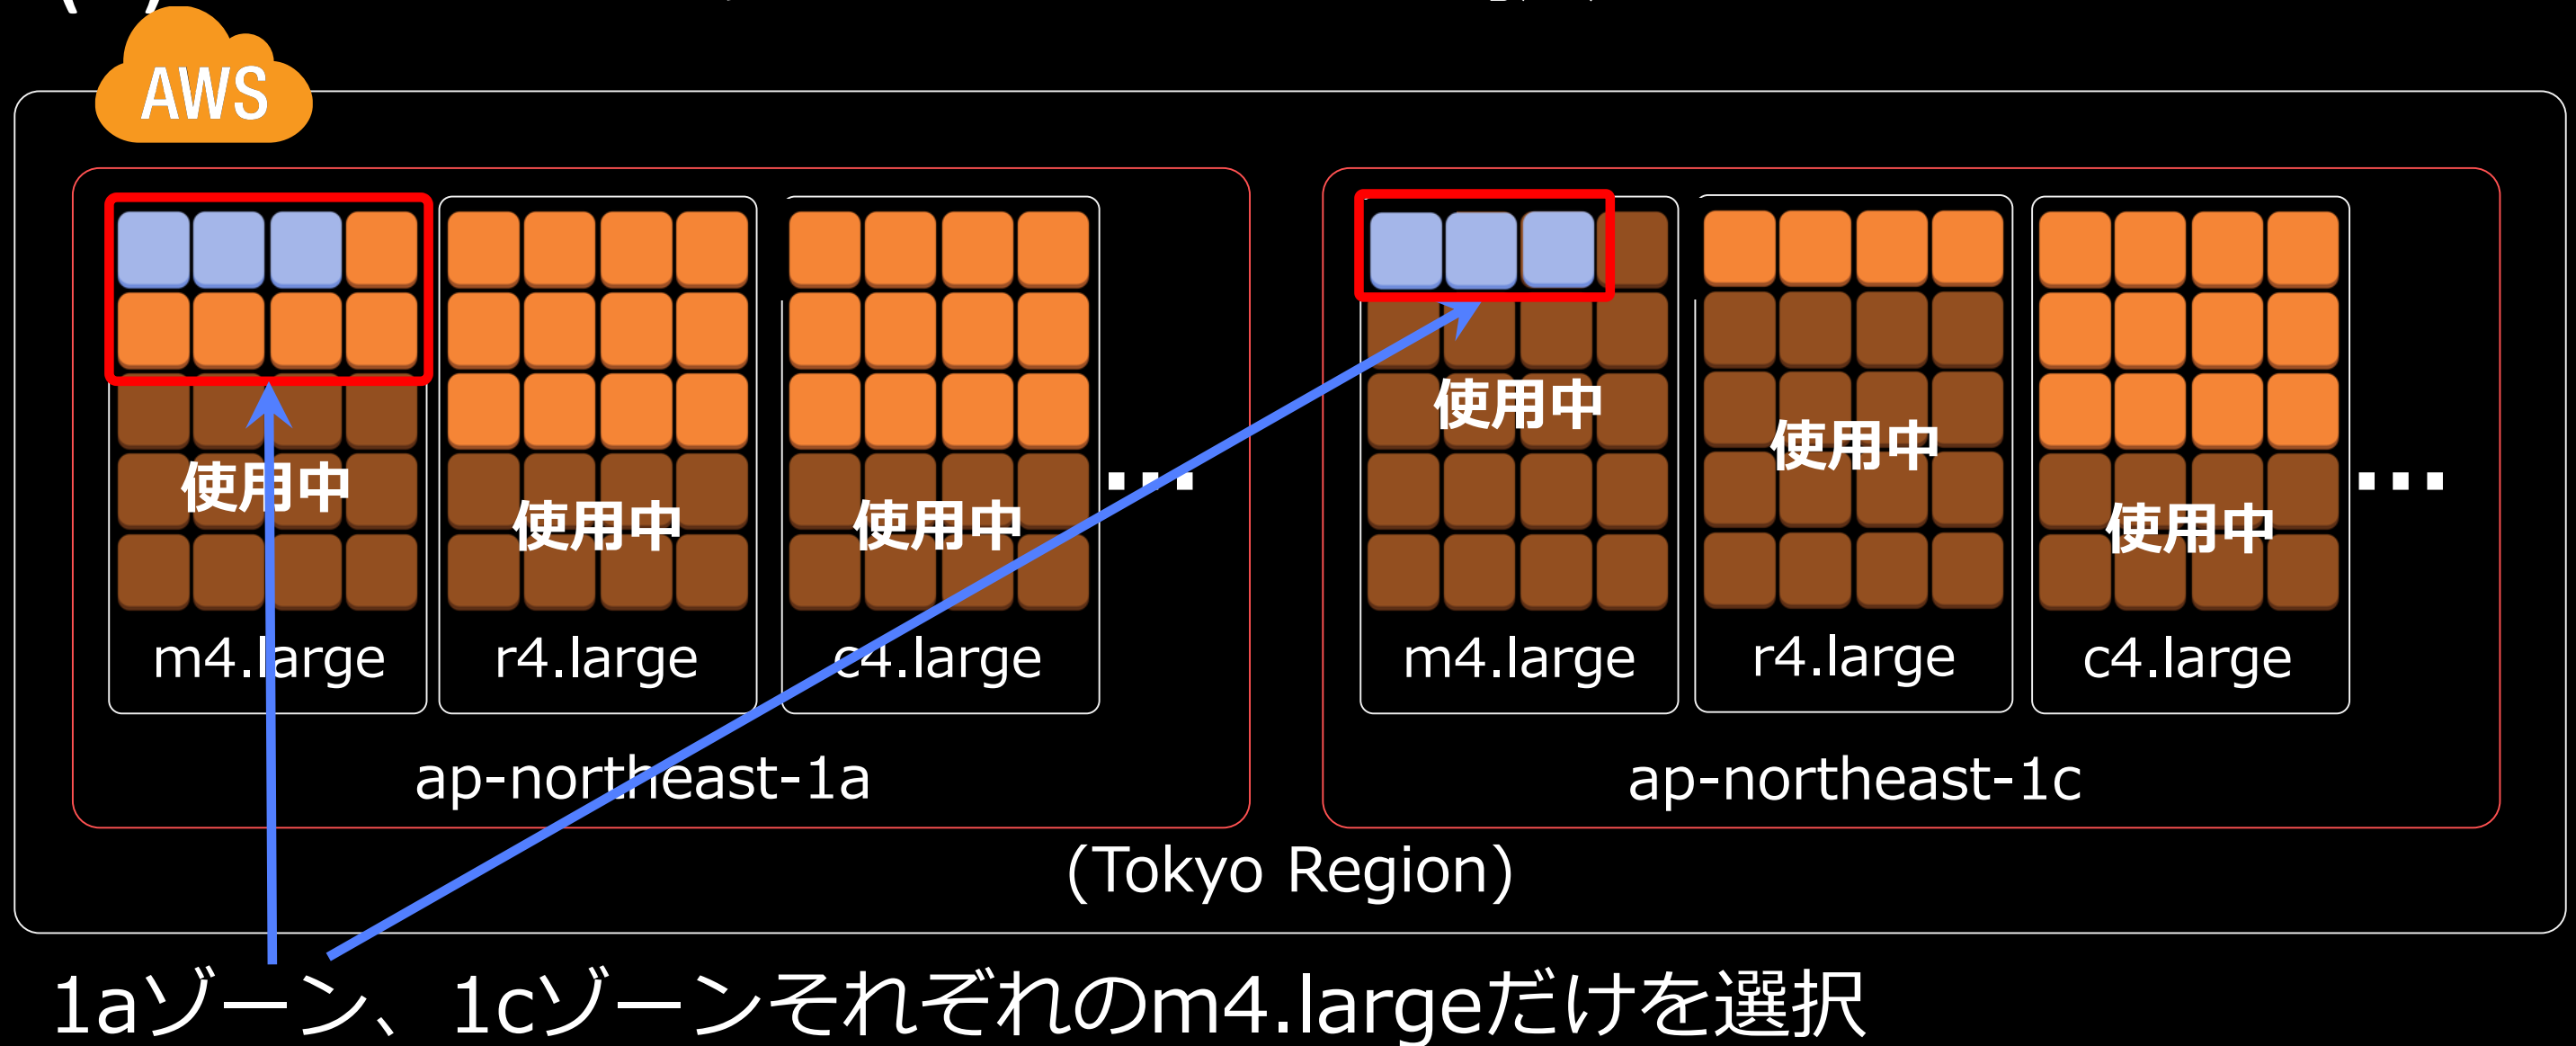 AWS
使用中
使用中
使用中
...
使用中
使用中
使用中
...
m4.large
r4.large
c4.large
m4.large
r4.large
c4.large
ap-northeast-1a
ap-northeast-1c
(Tokyo Region)
1aゾーン、1cゾーンそれぞれのm4.largeだけを選択